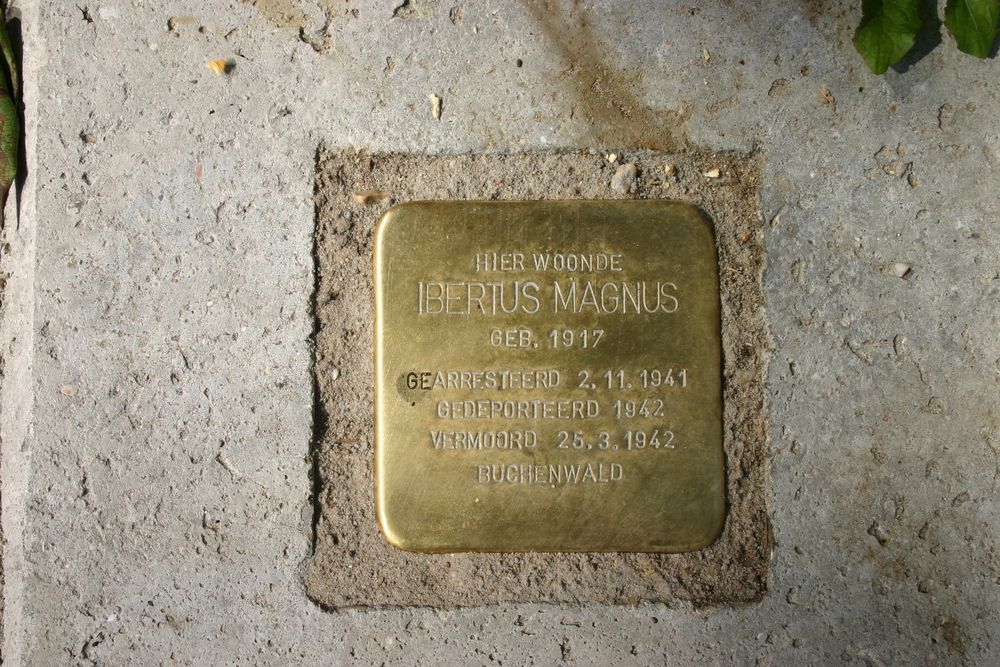 HIER WOONDE
IBERTUS MAGNUS
GEB. 1917
GEARRESTEERD 2.11.1941
GEDEPORTEERD 1942
VERMOORD 25.3.1942
BUCHENWALD